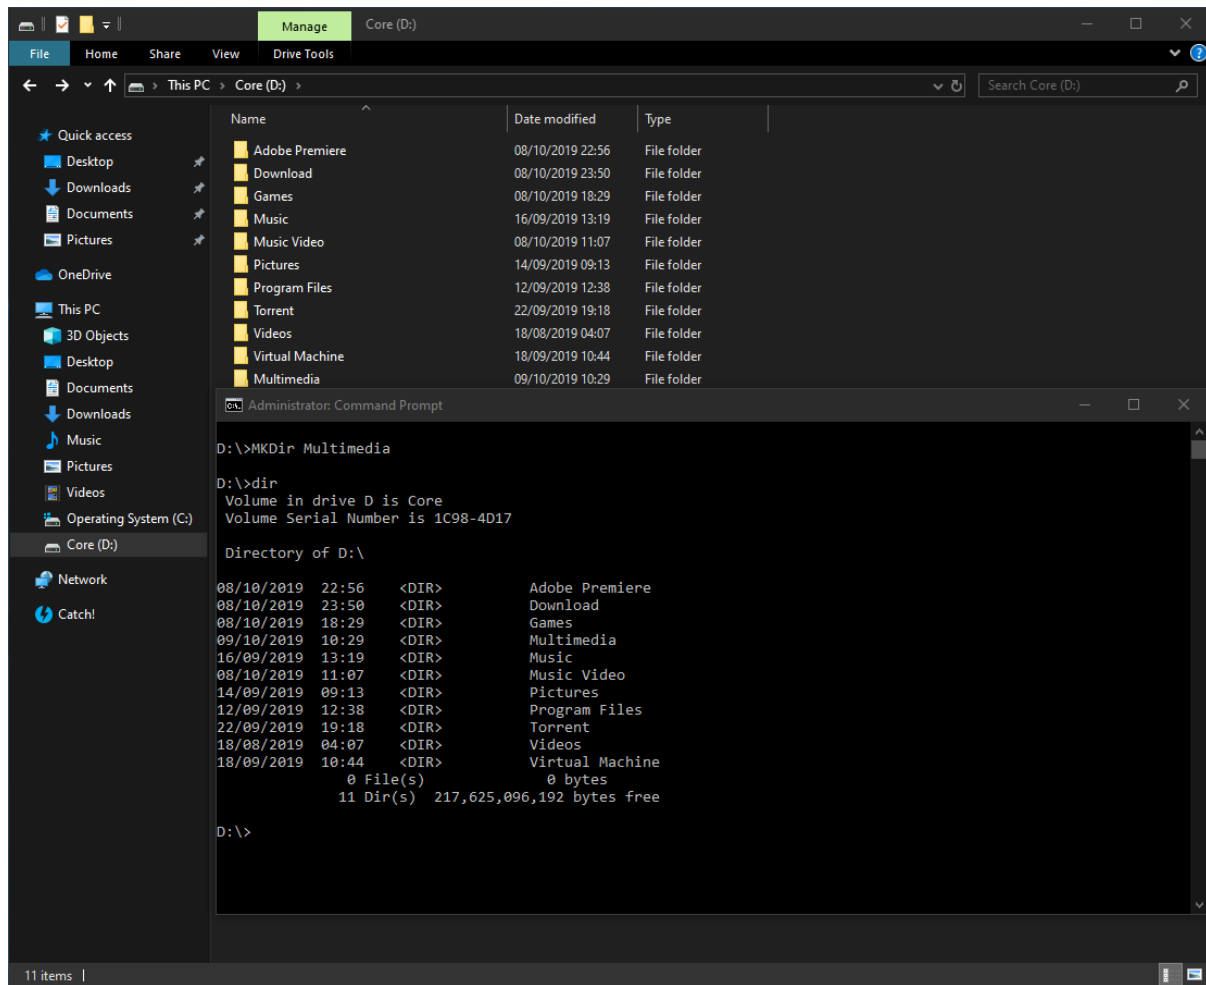 Manage Core (D:)
File Home Share View Drive Tools
This PC > Core (D:) > Search Core (D:)
Quick access
Desktop
Downloads
Documents
Pictures
OneDrive
This PC
3D Objects
Desktop
Documents
Downloads
Music
Pictures
Videos
Operating System (C:)
Core (D:)
Network
Catch!
Name Date modified Type
Adobe Premiere 08/10/2019 22:56 File folder
Download 08/10/2019 23:50 File folder
Games 08/10/2019 18:29 File folder
Music 16/09/2019 13:19 File folder
Music Video 08/10/2019 11:07 File folder
Pictures 14/09/2019 09:13 File folder
Program Files 12/09/2019 12:38 File folder
Torrent 22/09/2019 19:18 File folder
Videos 18/08/2019 04:07 File folder
Virtual Machine 18/09/2019 10:44 File folder
Multimedia 09/10/2019 10:29 File folder
Administrator: Command Prompt
D:\>MKDir Multimedia
D:\>dir
Volume in drive D is Core
Volume Serial Number is 1C98-4D17
Directory of D:\
08/10/2019 22:56 <DIR> Adobe Premiere
08/10/2019 23:50 <DIR> Download
08/10/2019 18:29 <DIR> Games
09/10/2019 10:29 <DIR> Multimedia
16/09/2019 13:19 <DIR> Music
08/10/2019 11:07 <DIR> Music Video
14/09/2019 09:13 <DIR> Pictures
12/09/2019 12:38 <DIR> Program Files
22/09/2019 19:18 <DIR> Torrent
18/08/2019 04:07 <DIR> Videos
18/09/2019 10:44 <DIR> Virtual Machine
0 File(s) 0 bytes
11 Dir(s) 217,625,096,192 bytes free
D:\>
11 items